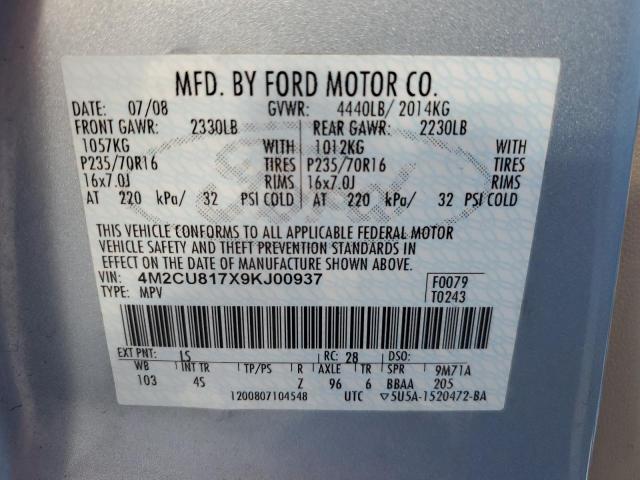 MFD. BY FORD MOTOR CO.
DATE: 07/08 GVWR: 4440LB/ 2014KG
FRONT GAWR: 2330LB REAR GAWR: 2230LB
1057KG WITH 1012KG WITH
P235/70R16 TIRES P235/70R16 TIRES
16x7.0J RIMS 16x7.0J RIMS
AT 220 kPa/ 32 PSI COLD AT 220 kPa/ 32 PSI COLD
THIS VEHICLE CONFORMS TO ALL APPLICABLE FEDERAL MOTOR
VEHICLE SAFETY AND THEFT PREVENTION STANDARDS IN
EFFECT ON THE DATE OF MANUFACTURE SHOWN ABOVE.
VIN: 4M2CU817X9KJ00937 F0079
TYPE: MPV T0243
EXT PNT: LS RC: 28 DSO:
WB INT TR TP/PS R AXLE TR SPR 9M71A
103 4S Z 96 6 BBAA 205
1200807104548 UTC ▽5U5A-1520472-BA